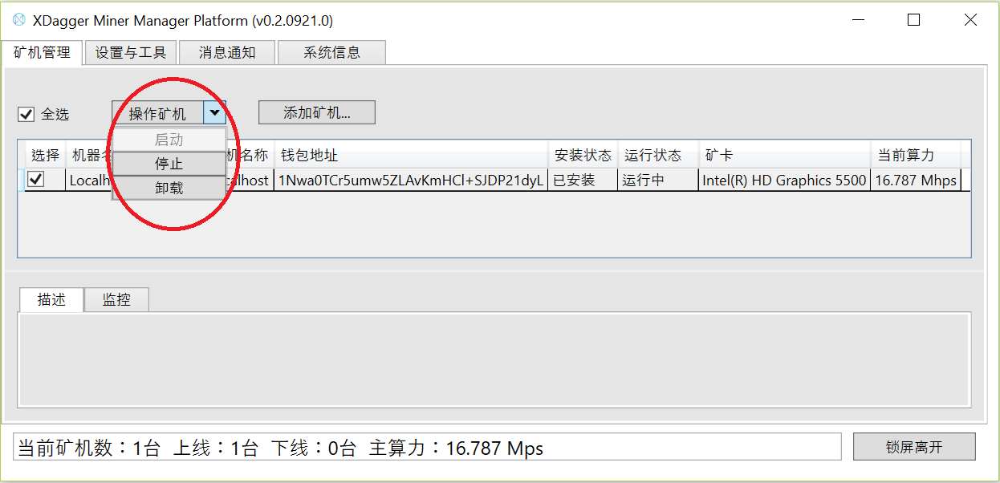 XDagger Miner Manager Platform (v0.2.0921.0)
矿机管理 设置与工具 消息通知 系统信息
全选 操作矿机 添加矿机...
启动
停止
卸载
选择 机器名 机名称 钱包地址 安装状态 运行状态 矿卡 当前算力
Localh alhost 1Nwa0TCr5umw5ZLAvKmHCl+SJDP21dyL 已安装 运行中 Intel(R) HD Graphics 5500 16.787 Mhps
描述 监控
当前矿机数：1台 上线：1台 下线：0台 主算力：16.787 Mps 锁屏离开